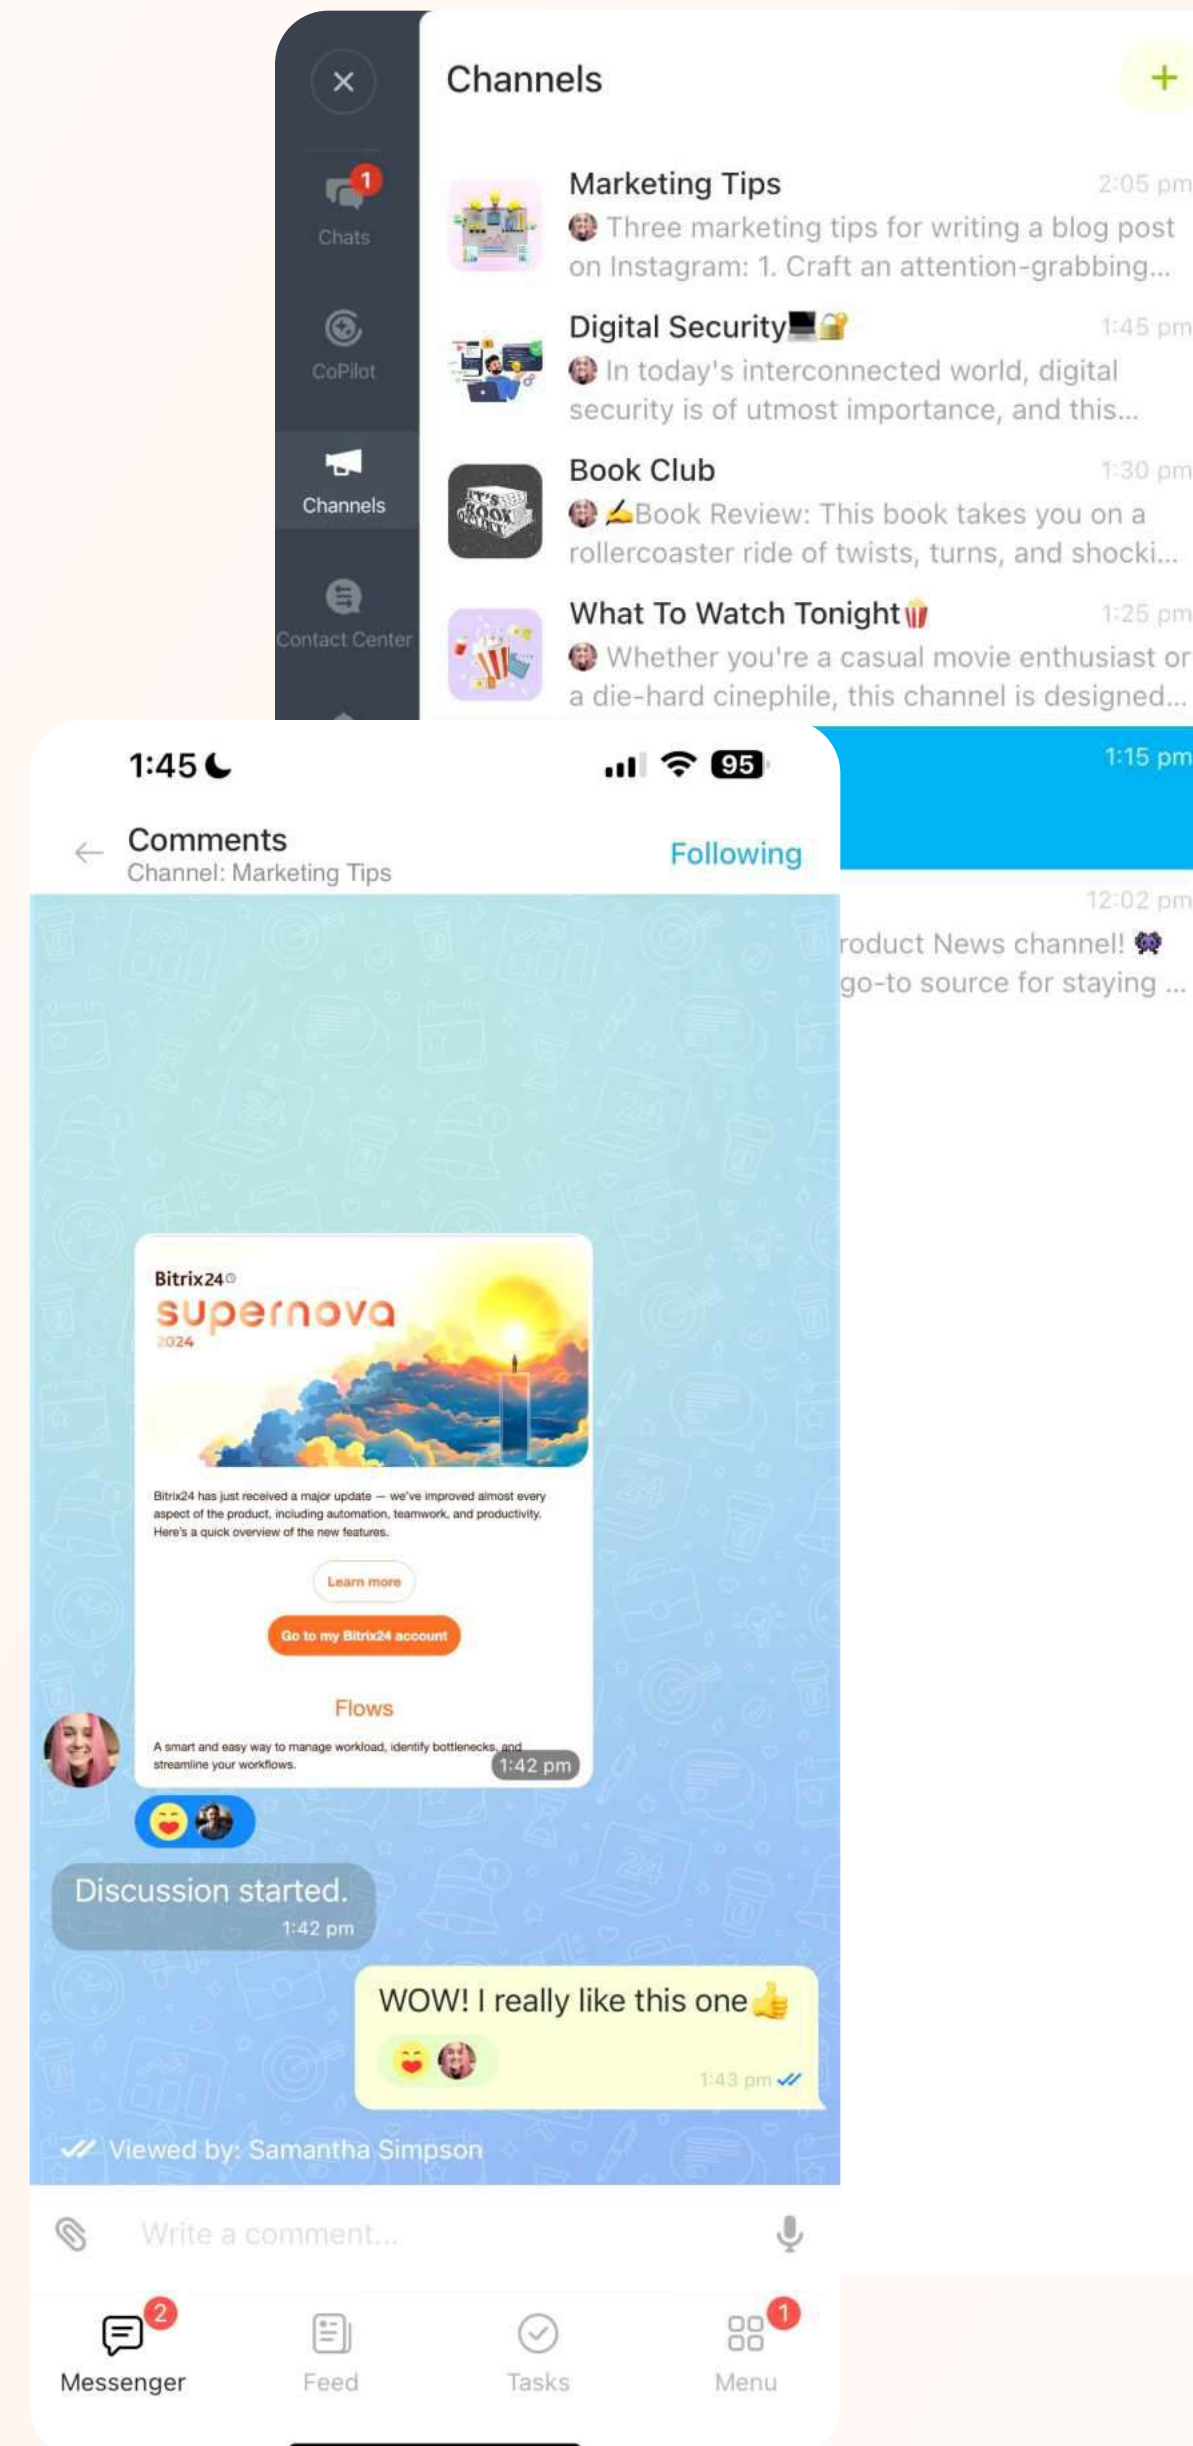 Channels
1
Chats
CoPilot
Channels
Contact Center
Marketing Tips
2:05 pm
Three marketing tips for writing a blog post
on Instagram: 1. Craft an attention-grabbing...
Digital Security💻🔐
1:45 pm
In today's interconnected world, digital
security is of utmost importance, and this...
Book Club
1:30 pm
✍️Book Review: This book takes you on a
rollercoaster ride of twists, turns, and shocki...
IT'S
BOOK
What To Watch Tonight🍿
1:25 pm
Whether you're a casual movie enthusiast or
a die-hard cinephile, this channel is designed...
1:15 pm
12:02 pm
roduct News channel! 👾
go-to source for staying ...
1:45
95
Comments
Channel: Marketing Tips
Following
Bitrix24
supernova
2024
Bitrix24 has just received a major update — we've improved almost every
aspect of the product, including automation, teamwork, and productivity.
Here's a quick overview of the new features.
Learn more
Go to my Bitrix24 account
Flows
A smart and easy way to manage workload, identify bottlenecks, and
streamline your workflows.
1:42 pm
Discussion started.
1:42 pm
WOW! I really like this one👍
1:43 pm
Viewed by: Samantha Simpson
Write a comment...
2
Messenger
Feed
Tasks
1
Menu